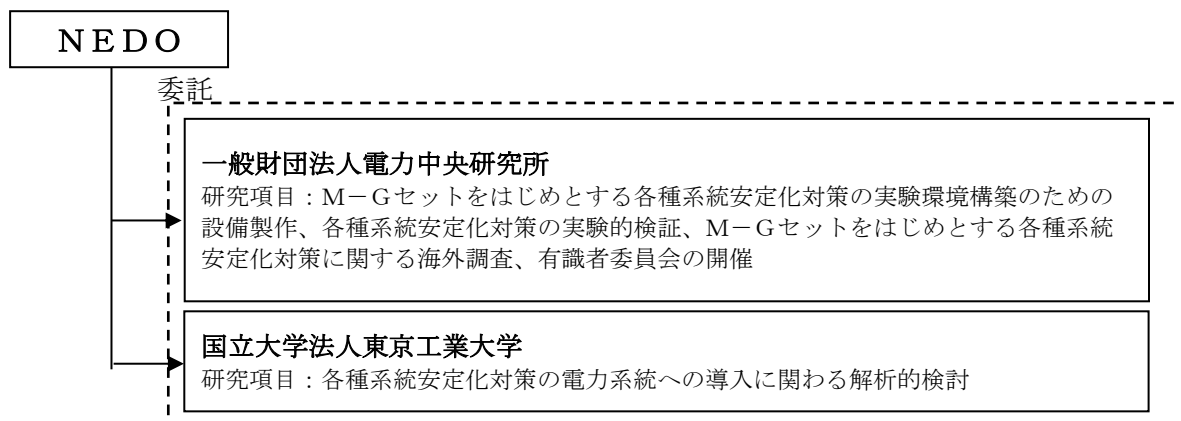 ＮＥＤＯ
委託
一般財団法人電力中央研究所
研究項目：Ｍ－Ｇセットをはじめとする各種系統安定化対策の実験環境構築のための
設備製作、各種系統安定化対策の実験的検証、Ｍ－Ｇセットをはじめとする各種系統
安定化対策に関する海外調査、有識者委員会の開催
国立大学法人東京工業大学
研究項目：各種系統安定化対策の電力系統への導入に関わる解析的検討